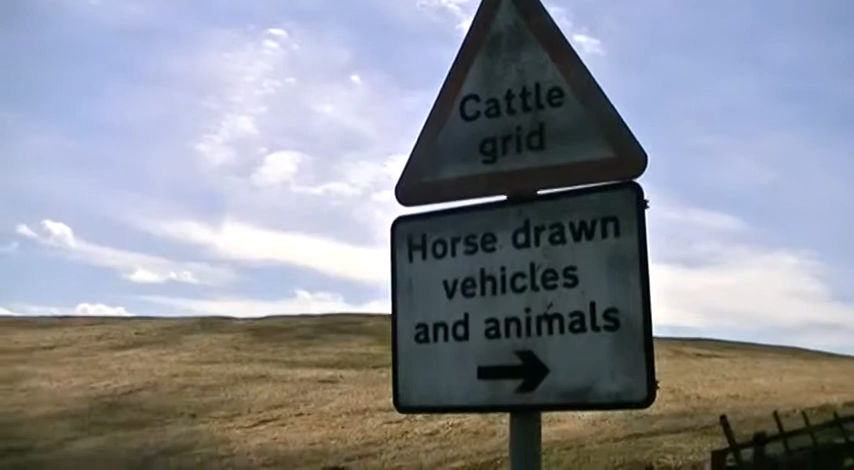 Cattle
grid
Horse drawn
vehicles
and animals